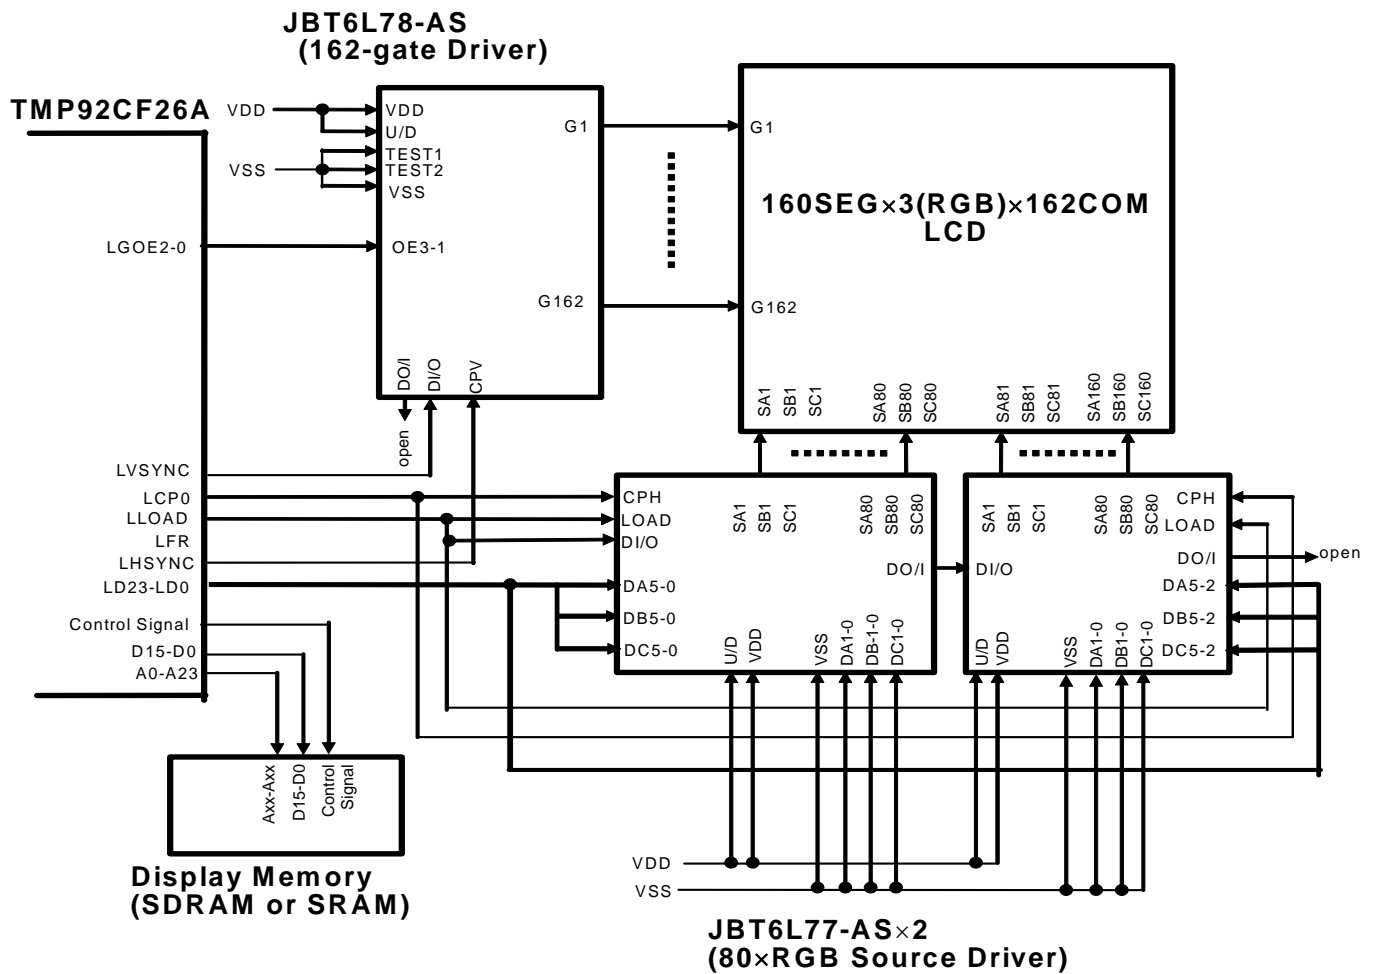 JBT6L78-AS
(162-gate Driver)
TMP92CF26A
VDD
VSS
VDD
U/D
TEST1
TEST2
VSS
OE3-1
G1
G162
DO/I
DI/O
CPV
open
G1
G162
160SEG×3(RGB)×162COM
LCD
SA1
SB1
SC1
SA80
SB80
SC80
SA81
SB81
SC81
SA160
SB160
SC160
LGOE2-0
LVSYNC
LCP0
LLOAD
LFR
LHSYNC
LD23-LD0
Control Signal
D15-D0
A0-A23
CPH
LOAD
DI/O
DA5-0
DB5-0
DC5-0
SA1
SB1
SC1
SA80
SB80
SC80
DO/I
U/D
VDD
VSS
DA1-0
DB-1-0
DC1-0
DI/O
SA1
SB1
SC1
SA80
SB80
SC80
CPH
LOAD
DO/I
DA5-2
DB5-2
DC5-2
open
U/D
VDD
VSS
DA1-0
DB1-0
DC1-0
Axx-Axx
D15-D0
Control
Signal
Display Memory
(SDRAM or SRAM)
VDD
VSS
JBT6L77-AS×2
(80×RGB Source Driver)